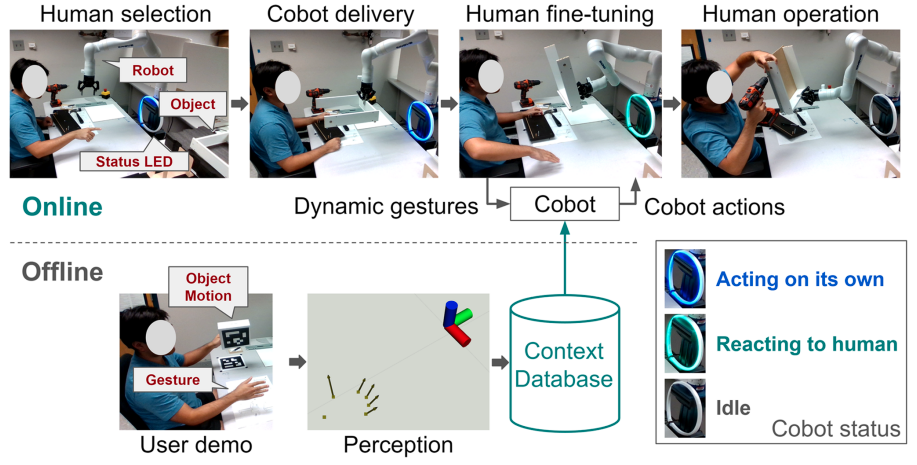 Human selection
Cobot delivery
Human fine-tuning
Human operation
Robot
Object
Status LED
Online
Dynamic gestures
Cobot
Cobot actions
Offline
Object
Motion
Gesture
User demo
Perception
Context
Database
Acting on its own
Reacting to human
Idle
Cobot status